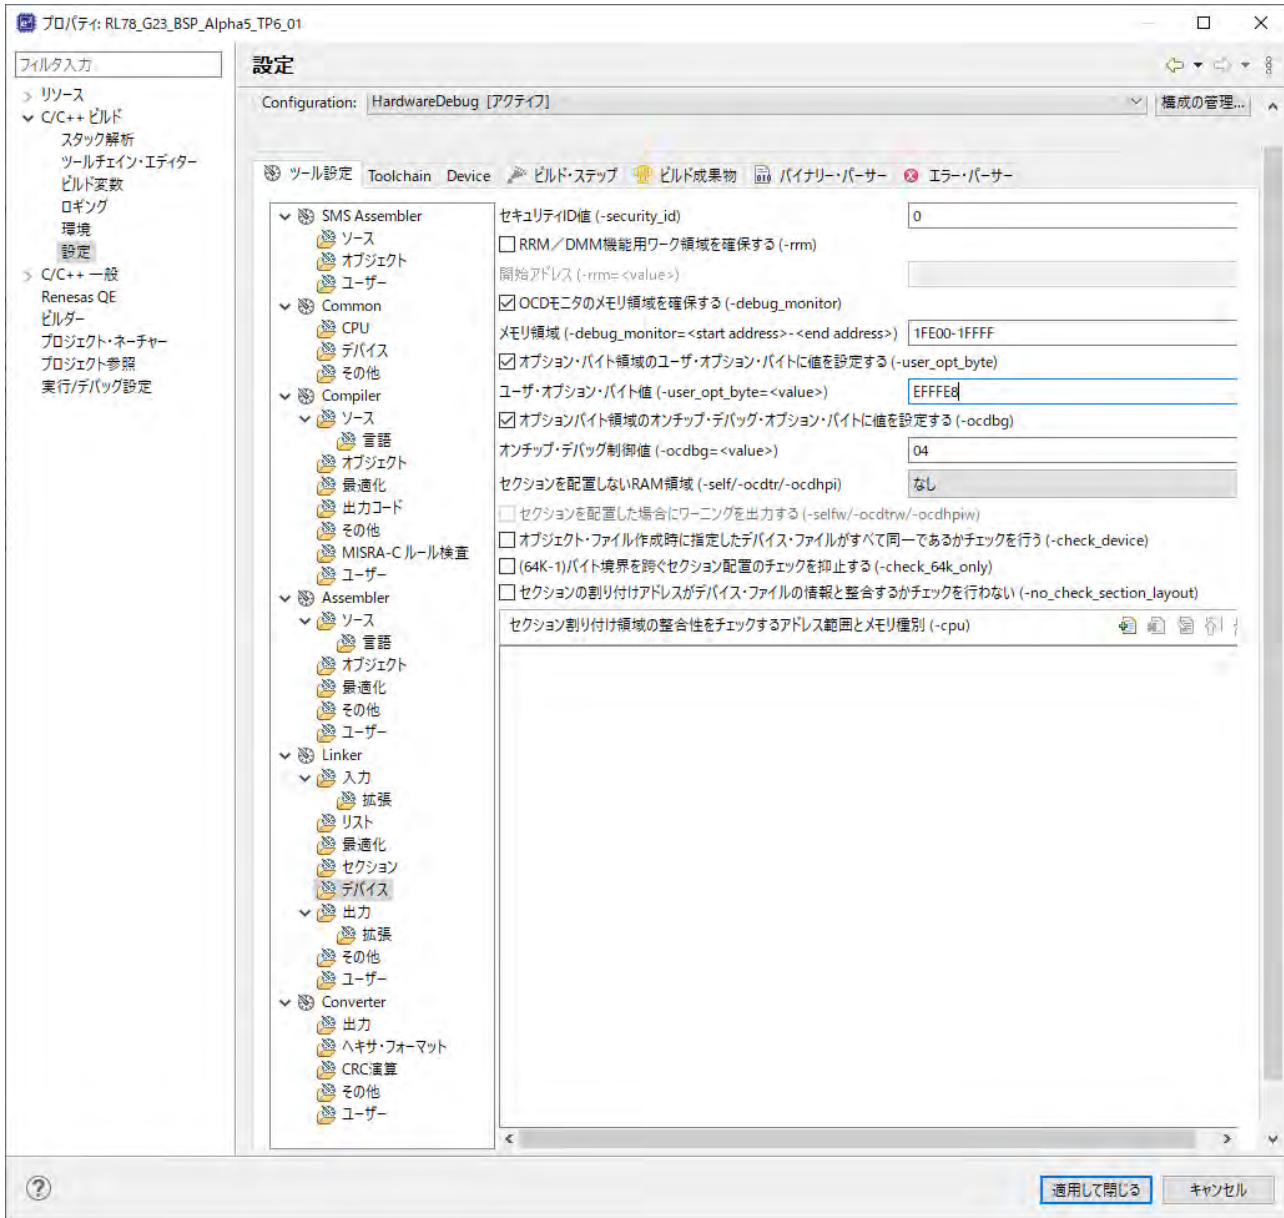 プロパティ: RL78_G23_BSP_Alpha5_TP6_01
フィルタ入力
リソース
C/C++ ビルド
スタック解析
ツールチェイン・エディター
ビルド変数
ロギング
環境
設定
C/C++ 一般
Renesas QE
ビルダー
プロジェクト・ネーチャー
プロジェクト参照
実行/デバッグ設定
設定
Configuration: HardwareDebug [アクティブ] 構成の管理...
ツール設定 Toolchain Device ビルド・ステップ ビルド成果物 バイナリー・パーサー エラー・パーサー
SMS Assembler
ソース
オブジェクト
ユーザー
Common
CPU
デバイス
その他
Compiler
ソース
言語
オブジェクト
最適化
出力コード
その他
MISRA-C ルール検査
ユーザー
Assembler
ソース
言語
オブジェクト
最適化
その他
ユーザー
Linker
入力
拡張
リスト
最適化
セクション
デバイス
出力
拡張
その他
ユーザー
Converter
出力
ヘキサ・フォーマット
CRC演算
その他
ユーザー
セキュリティID値 (-security_id) 0
RRM／DMM機能用ワーク領域を確保する (-rrm)
開始アドレス (-rrm=<value>)
OCDモニタのメモリ領域を確保する (-debug_monitor)
メモリ領域 (-debug_monitor=<start address>-<end address>) 1FE00-1FFFF
オプション・バイト領域のユーザ・オプション・バイトに値を設定する (-user_opt_byte)
ユーザ・オプション・バイト値 (-user_opt_byte=<value>) EFFFE8
オプションバイト領域のオンチップ・デバッグ・オプション・バイトに値を設定する (-ocdbg)
オンチップ・デバッグ制御値 (-ocdbg=<value>) 04
セクションを配置しないRAM領域 (-self/-ocdtr/-ocdhpi) なし
セクションを配置した場合にワーニングを出力する (-selfw/-ocdtrw/-ocdhpiw)
オブジェクト・ファイル作成時に指定したデバイス・ファイルがすべて同一であるかチェックを行う (-check_device)
(64K-1)バイト境界を跨ぐセクション配置のチェックを抑止する (-check_64k_only)
セクションの割り付けアドレスがデバイス・ファイルの情報と整合するかチェックを行わない (-no_check_section_layout)
セクション割り付け領域の整合性をチェックするアドレス範囲とメモリ種別 (-cpu)
適用して閉じる キャンセル